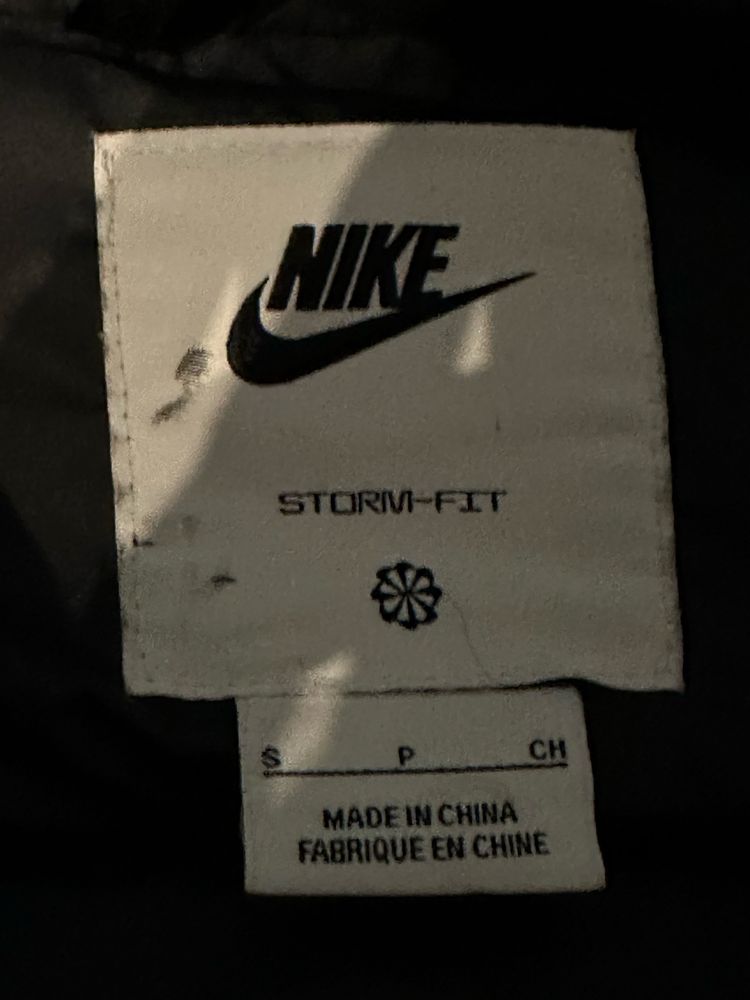 NIKE
STORM-FIT
S P CH
MADE IN CHINA
FABRIQUE EN CHINE